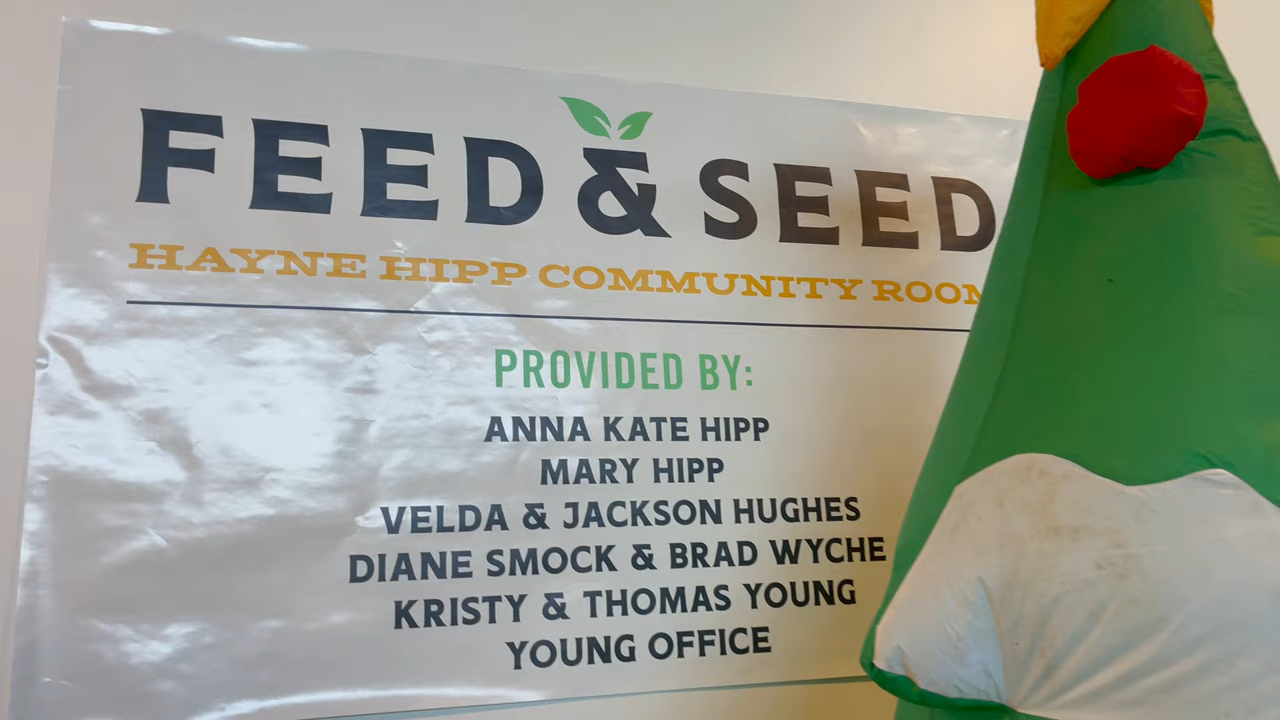 FEED & SEED
HAYNE HIPP COMMUNITY ROOM
PROVIDED BY:
ANNA KATE HIPP
MARY HIPP
VELDA & JACKSON HUGHES
DIANE SMOCK & BRAD WYCHE
KRISTY & THOMAS YOUNG
YOUNG OFFICE